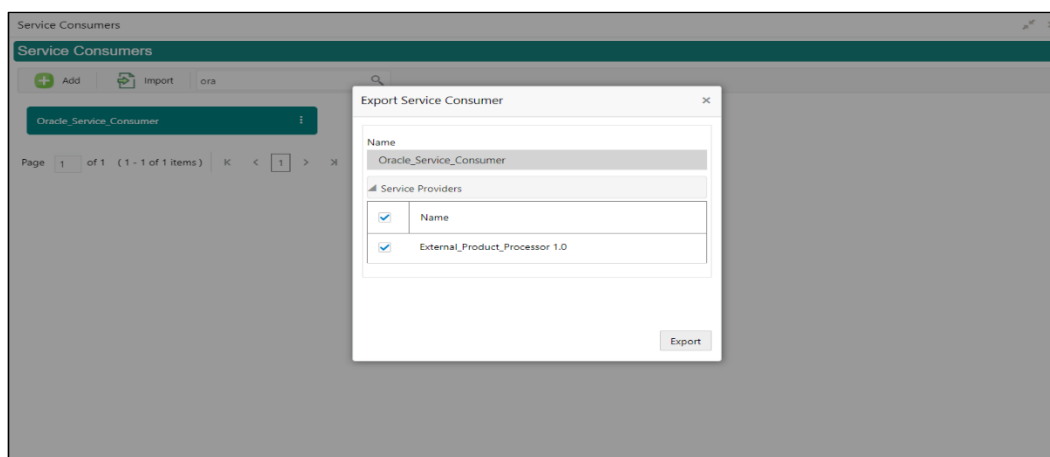 Service Consumers
Service Consumers
Add Import ora
Oracle_Service_Consumer
Page 1 of 1 (1 - 1 of 1 items) K < 1 > >|
Export Service Consumer
Name
Oracle_Service_Consumer
Service Providers
Name
External_Product_Processor 1.0
Export